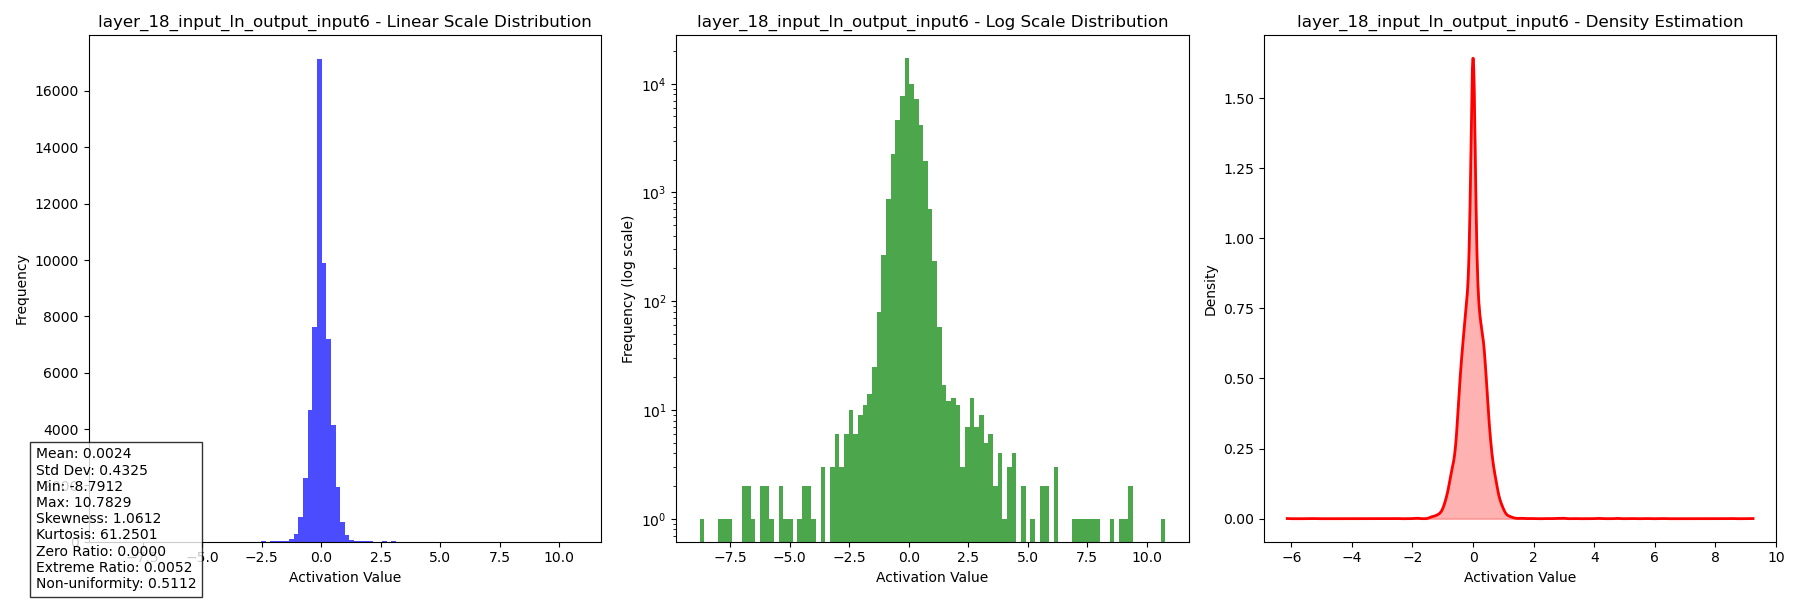 layer_18_input_ln_output_input6 - Linear Scale Distribution
Frequency
16000
14000
12000
10000
8000
6000
4000
Mean: 0.0024
Std Dev: 0.4325
Min: -8.7912
Max: 10.7829
Skewness: 1.0612
Kurtosis: 61.2501
Zero Ratio: 0.0000
Extreme Ratio: 0.0052
Non-uniformity: 0.5112
−5.0 −2.5 0.0 2.5 5.0 7.5 10.0
Activation Value
layer_18_input_ln_output_input6 - Log Scale Distribution
Frequency (log scale)
10⁴
10³
10²
10¹
10⁰
−7.5 −5.0 −2.5 0.0 2.5 5.0 7.5 10.0
Activation Value
layer_18_input_ln_output_input6 - Density Estimation
Density
1.50
1.25
1.00
0.75
0.50
0.25
0.00
−6 −4 −2 0 2 4 6 8 10
Activation Value